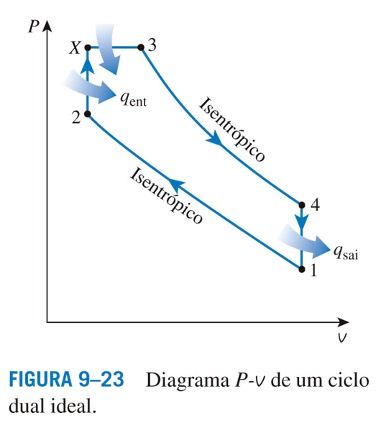 P
X
3
q_ent
2
Isentrópico
Isentrópico
4
q_sai
1
v
FIGURA 9–23 Diagrama P-v de um ciclo
dual ideal.